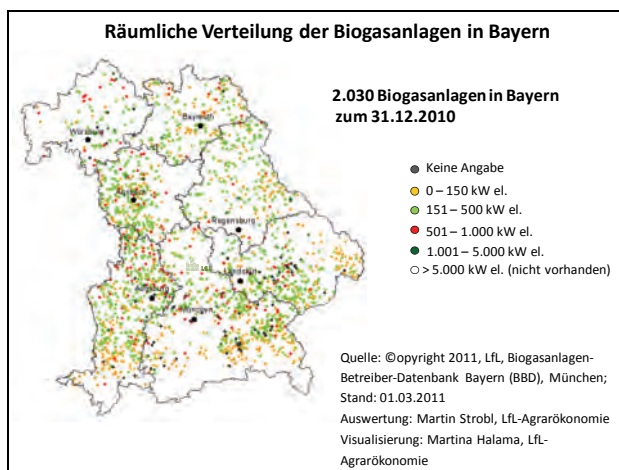 Räumliche Verteilung der Biogasanlagen in Bayern
2.030 Biogasanlagen in Bayern
zum 31.12.2010
Keine Angabe
0 – 150 kW el.
151 – 500 kW el.
501 – 1.000 kW el.
1.001 – 5.000 kW el.
> 5.000 kW el. (nicht vorhanden)
Würzburg
Bayreuth
Ansbach
Regensburg
LfL
Landshut
Augsburg
München
Quelle: ©opyright 2011, LfL, Biogasanlagen-
Betreiber-Datenbank Bayern (BBD), München;
Stand: 01.03.2011
Auswertung: Martin Strobl, LfL-Agrarökonomie
Visualisierung: Martina Halama, LfL-
Agrarökonomie